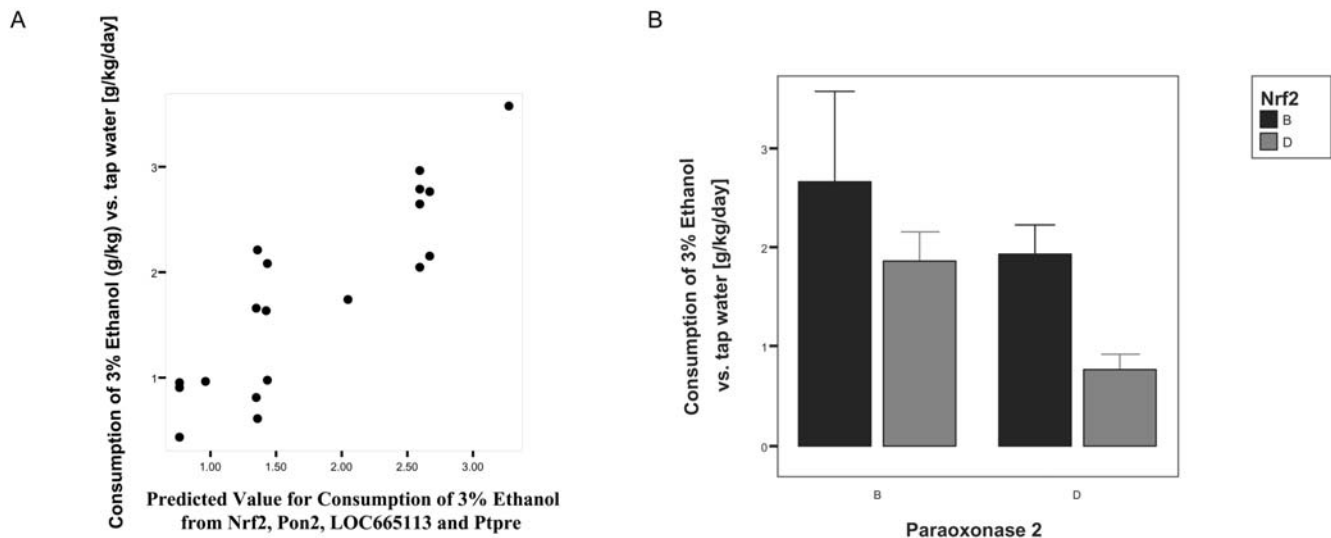 A
Consumption of 3% Ethanol (g/kg) vs. tap water [g/kg/day]
3
2
1
1.00 1.50 2.00 2.50 3.00
Predicted Value for Consumption of 3% Ethanol
from Nrf2, Pon2, LOC665113 and Ptpre
B
Consumption of 3% Ethanol
vs. tap water [g/kg/day]
3
2
1
0
B D
Paraoxonase 2
Nrf2
B
D